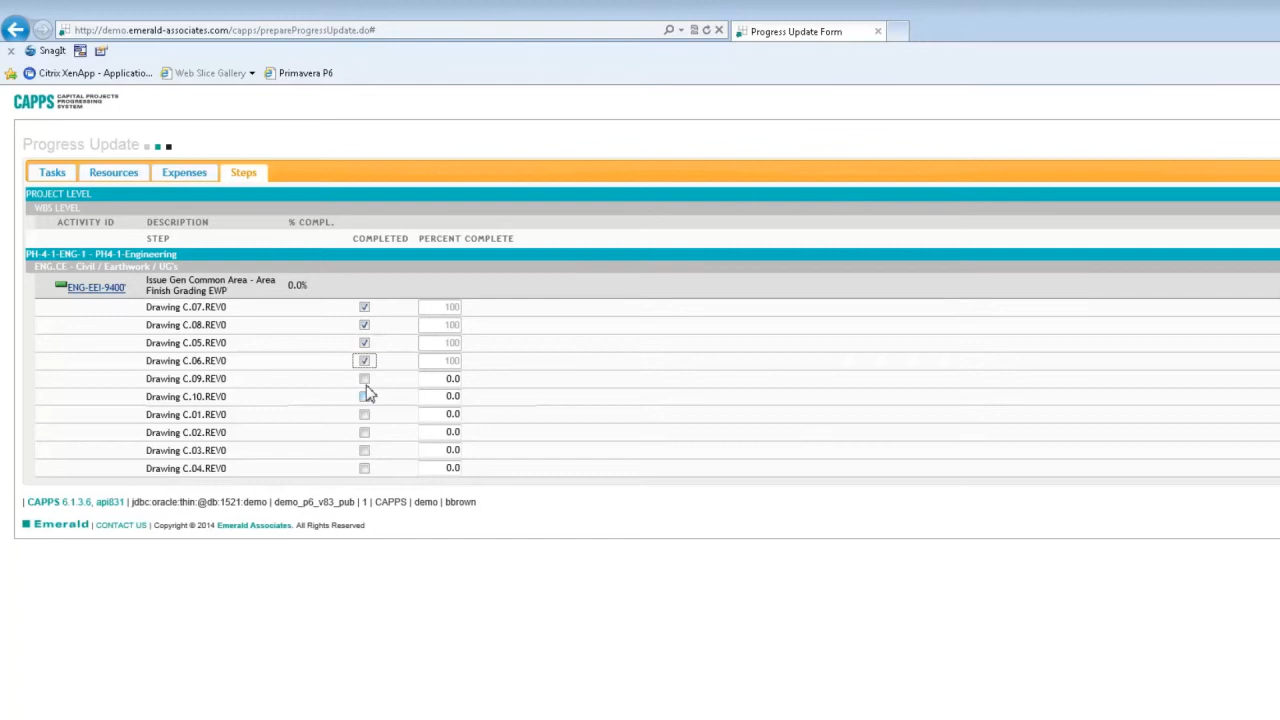 http://demo.emerald-associates.com/capps/prepareProgressUpdate.do#
Progress Update Form
x SnagIt
Citrix XenApp - Applicatio... Web Slice Gallery Primavera P6
CAPPS CAPITAL PROJECTS PROGRESSING SYSTEM
Progress Update
Tasks Resources Expenses Steps
PROJECT LEVEL
WBS LEVEL
ACTIVITY ID DESCRIPTION % COMPL.
STEP COMPLETED PERCENT COMPLETE
PH-4-1-ENG-1 - PH4-1-Engineering
ENG.CE - Civil / Earthwork / UG's
ENG-EEI-9400' Issue Gen Common Area - Area Finish Grading EWP 0.0%
Drawing C.07.REV0 100
Drawing C.08.REV0 100
Drawing C.05.REV0 100
Drawing C.06.REV0 100
Drawing C.09.REV0 0.0
Drawing C.10.REV0 0.0
Drawing C.01.REV0 0.0
Drawing C.02.REV0 0.0
Drawing C.03.REV0 0.0
Drawing C.04.REV0 0.0
| CAPPS 6.1.3.6, api831 | jdbc:oracle:thin:@db:1521:demo | demo_p6_v83_pub | 1 | CAPPS | demo | bbrown
Emerald | CONTACT US | Copyright © 2014 Emerald Associates. All Rights Reserved